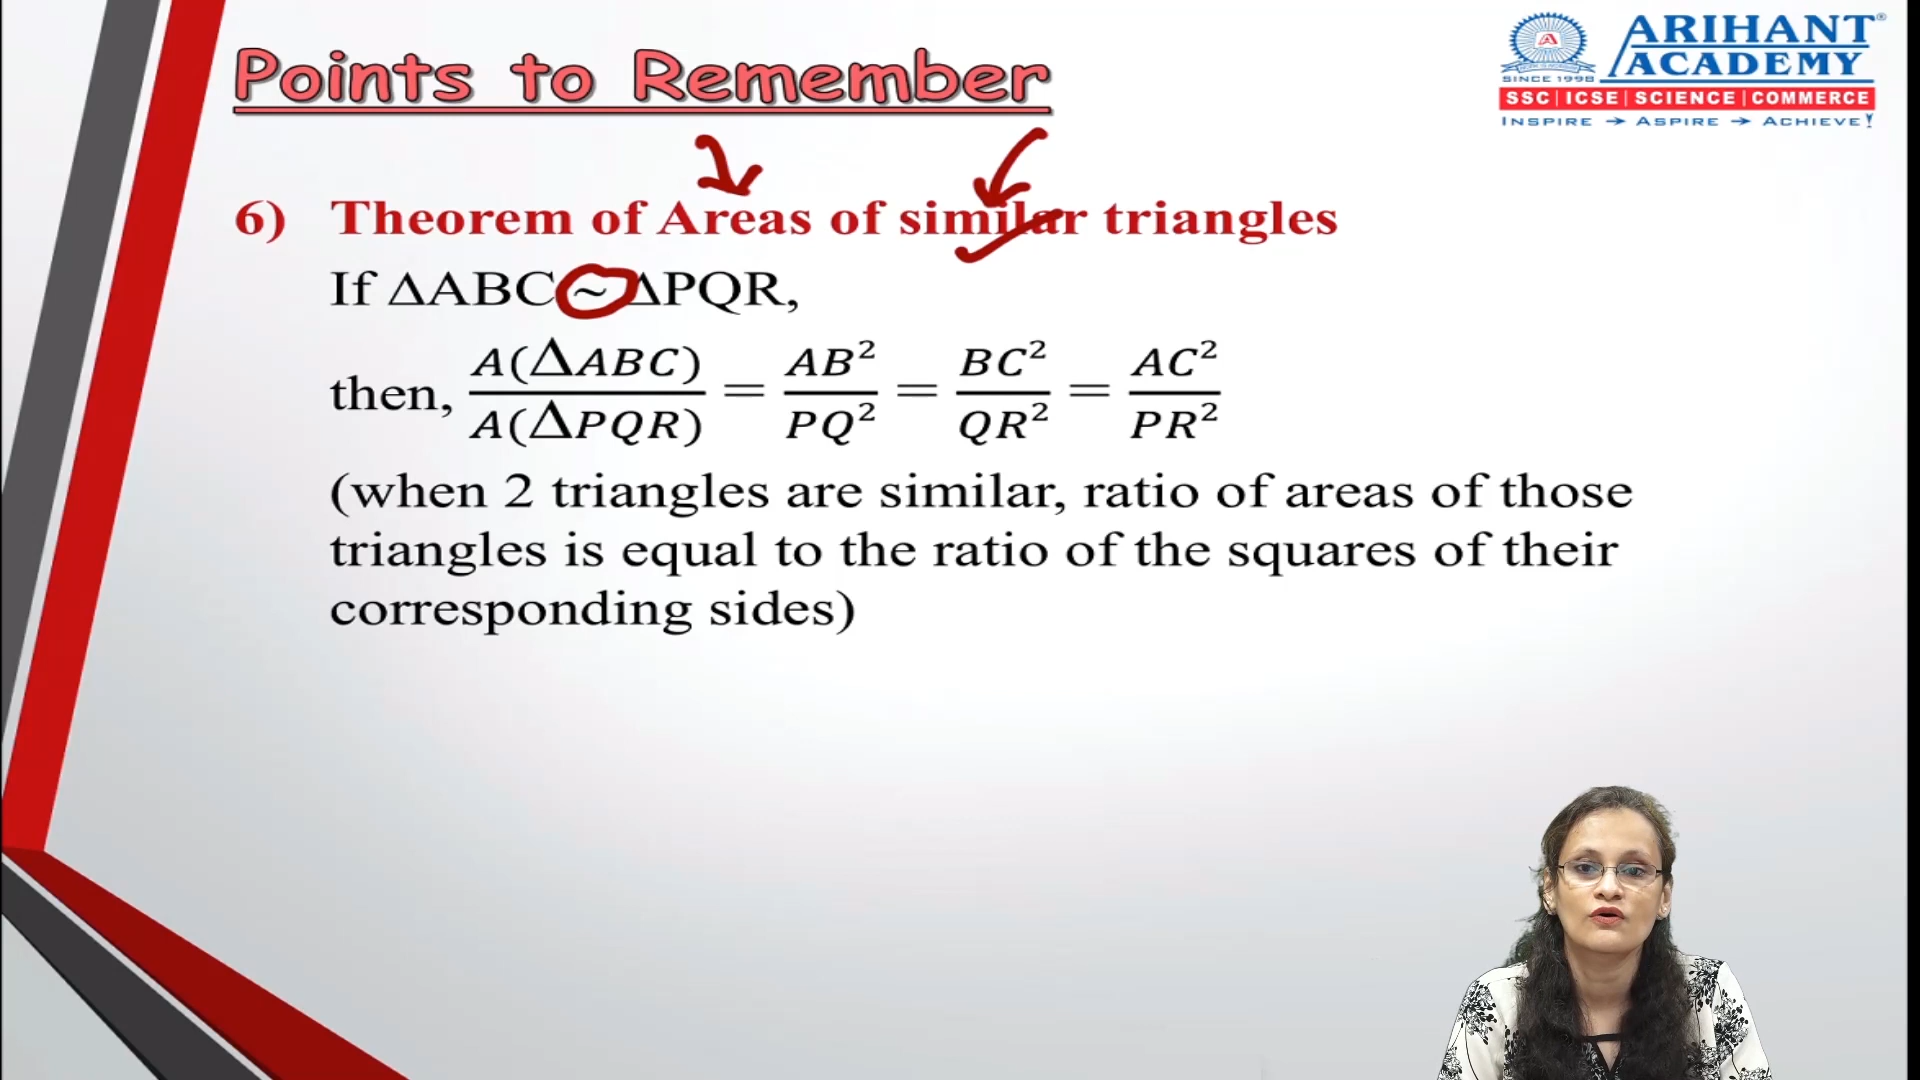 Points to Remember
ARIHANT®
ACADEMY
SINCE 1998
SSC | ICSE | SCIENCE | COMMERCE
INSPIRE → ASPIRE → ACHIEVE!
6) Theorem of Areas of similar triangles
If ΔABC ~ ΔPQR,
then, A(ΔABC)/A(ΔPQR) = AB²/PQ² = BC²/QR² = AC²/PR²
(when 2 triangles are similar, ratio of areas of those
triangles is equal to the ratio of the squares of their
corresponding sides)